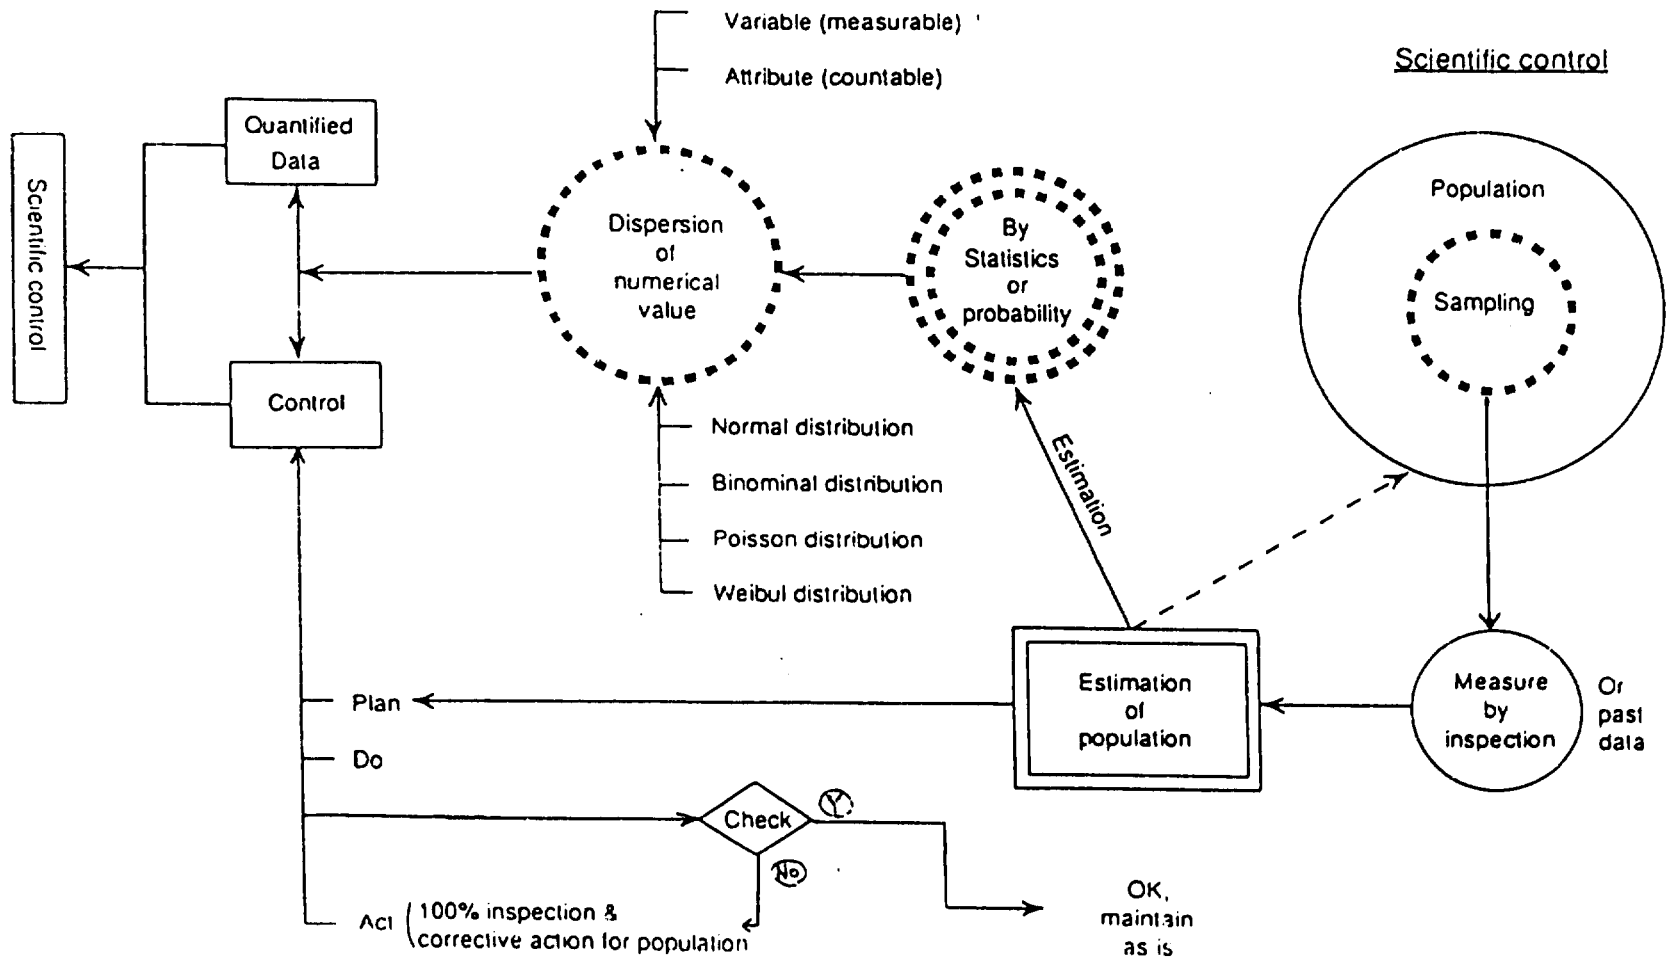 Variable (measurable)
Attribute (countable)
Scientific control
Quantified
Data
Scientific control
Dispersion
of
numerical
value
By
Statistics
or
probability
Population
Sampling
Control
Normal distribution
Binominal distribution
Poisson distribution
Weibul distribution
Estimation
Plan
Do
Estimation
of
population
Measure
by
inspection
Or
past
data
Check
Y
No
Act
100% inspection &
corrective action for population
OK,
maintain
as is